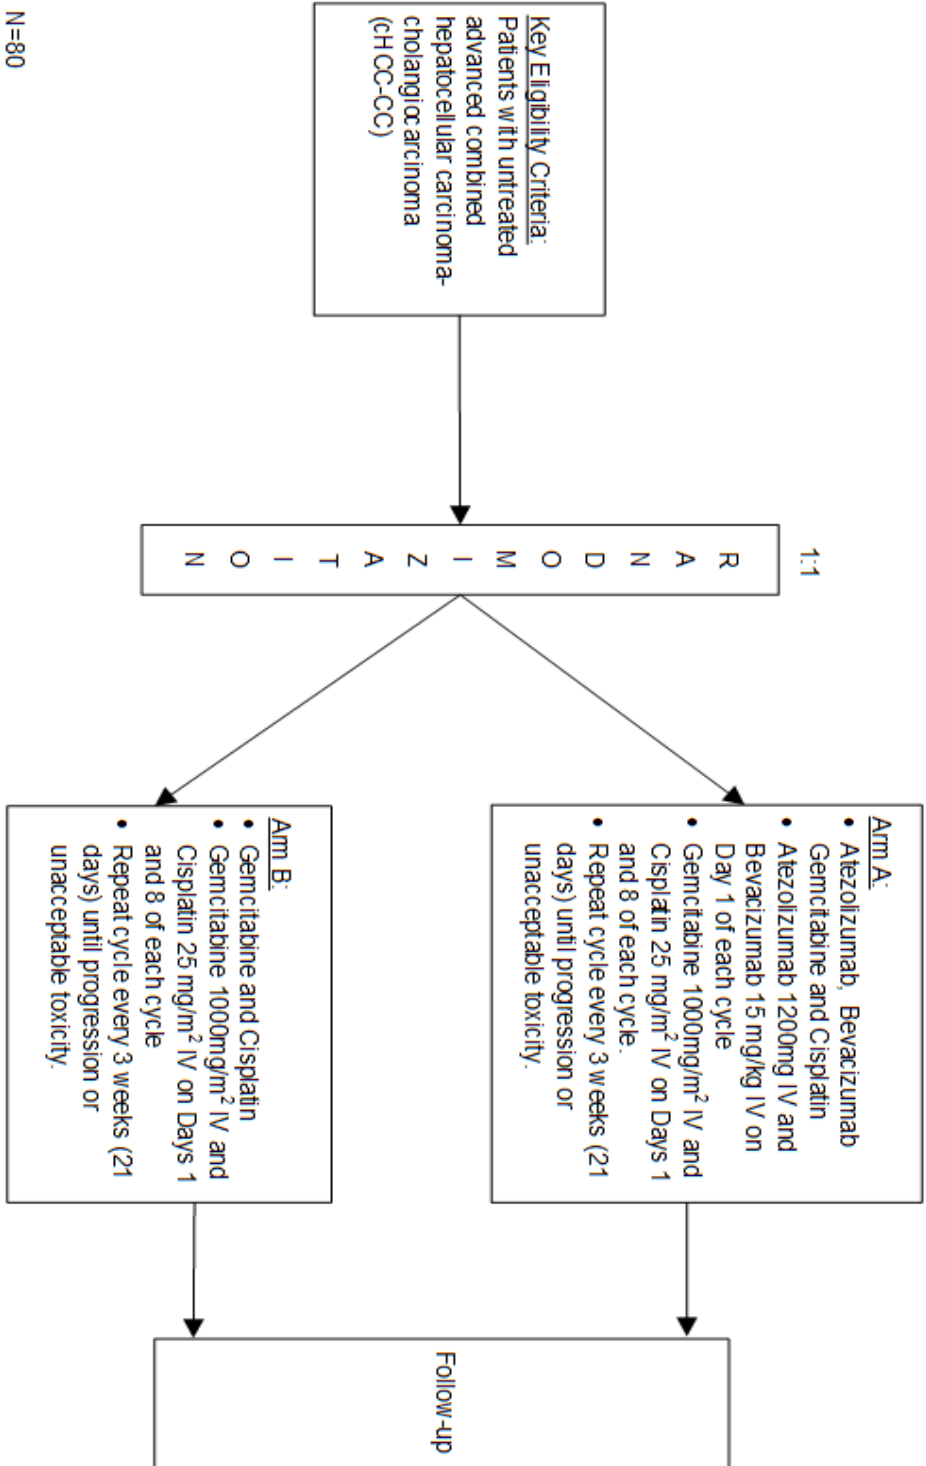 Key Eligibility Criteria:
Patients with untreated
advanced combined
hepatocellular carcinoma-
cholangiocarcinoma
(cHCC-CC)
1:1
R
A
N
D
O
M
I
Z
A
T
I
O
N
Arm A:
• Atezolizumab, Bevacizumab
Gemcitabine and Cisplatin
• Atezolizumab 1200mg IV and
Bevacizumab 15 mg/kg IV on
Day 1 of each cycle
• Gemcitabine 1000mg/m² IV and
Cisplatin 25 mg/m² IV on Days 1
and 8 of each cycle.
• Repeat cycle every 3 weeks (21
days) until progression or
unacceptable toxicity.
Arm B:
• Gemcitabine and Cisplatin
• Gemcitabine 1000mg/m² IV and
Cisplatin 25 mg/m² IV on Days 1
and 8 of each cycle
• Repeat cycle every 3 weeks (21
days) until progression or
unacceptable toxicity.
Follow-up
N=80